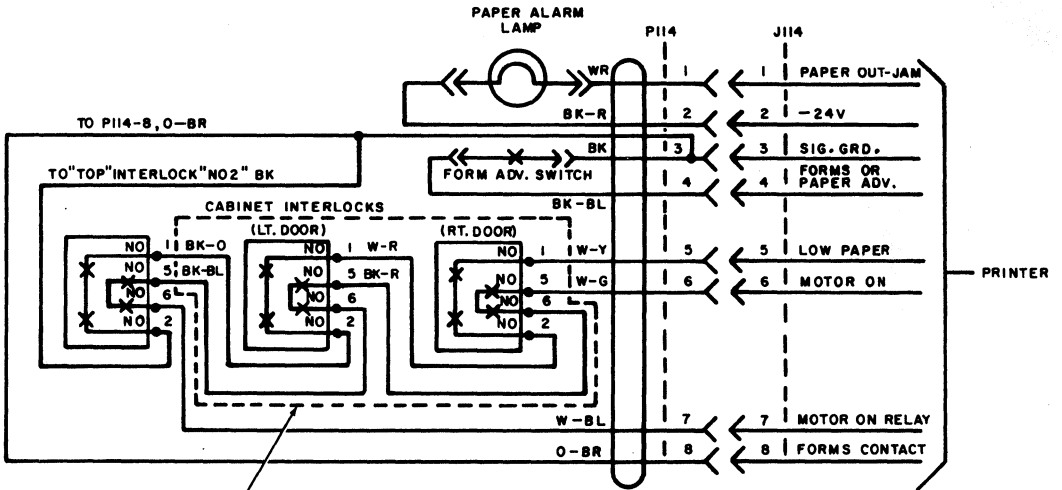 PAPER ALARM
LAMP
P114
J114
WR
1
1
PAPER OUT-JAM
BK-R
2
2
-24V
TO P114-8, O-BR
BK
3
3
SIG. GRD.
FORM ADV. SWITCH
TO "TOP" INTERLOCK "NO2" BK
4
4
FORMS OR
PAPER ADV.
BK-BL
CABINET INTERLOCKS
(LT. DOOR)
(RT. DOOR)
NO
1
BK-O
NO
1
W-R
NO
1
W-Y
5
5
LOW PAPER
NO
5
BK-BL
NO
5
BK-R
NO
5
W-G
6
6
MOTOR ON
PRINTER
NO
6
NO
6
NO
6
NO
2
NO
2
NO
2
W-BL
7
7
MOTOR ON RELAY
O-BR
8
8
FORMS CONTACT